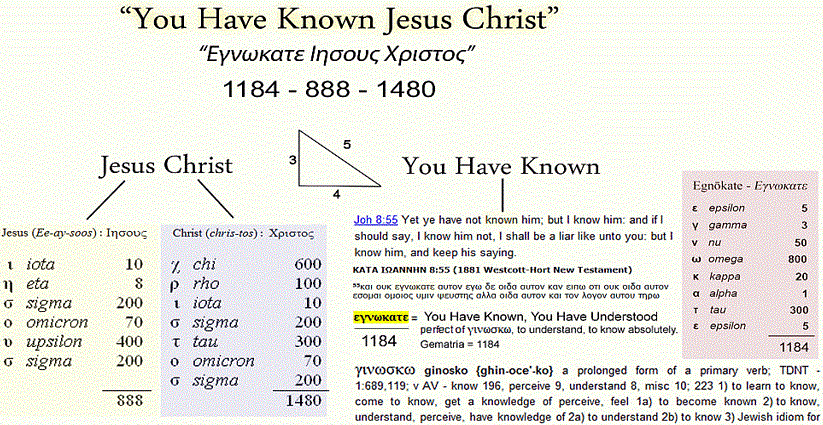 “You Have Known Jesus Christ”
“Εγνωκατε Ιησους Χριστος”
1184 - 888 - 1480
3
5
4
Jesus Christ
You Have Known
Jesus (Ee-ay-soos) : Ιησους
ι iota 10
η eta 8
σ sigma 200
ο omicron 70
υ upsilon 400
σ sigma 200
888
Christ (chris-tos) : Χριστος
χ chi 600
ρ rho 100
ι iota 10
σ sigma 200
τ tau 300
ο omicron 70
σ sigma 200
1480
Joh 8:55 Yet ye have not known him; but I know him: and if I
should say, I know him not, I shall be a liar like unto you: but I
know him, and keep his saying.
ΚΑΤΑ ΙΩΑΝΝΗΝ 8:55 (1881 Westcott-Hort New Testament)
55και ουκ εγνωκατε αυτον εγω δε οιδα αυτον καν ειπω οτι ουκ οιδα αυτον
εσομαι ομοιος υμιν ψευστης αλλα οιδα αυτον και τον λογον αυτου τηρω
εγνωκατε = You Have Known, You Have Understood
1184
perfect of γινωσκω, to understand, to know absolutely.
Gematria = 1184
Egnōkate - Εγνωκατε
ε epsilon 5
γ gamma 3
ν nu 50
ω omega 800
κ kappa 20
α alpha 1
τ tau 300
ε epsilon 5
1184
γινωσκω ginosko {ghin-oce'-ko} a prolonged form of a primary verb; TDNT -
1:689,119; v AV - know 196, perceive 9, understand 8, misc 10; 223 1) to learn to know,
come to know, get a knowledge of perceive, feel 1a) to become known 2) to know,
understand, perceive, have knowledge of 2a) to understand 2b) to know 3) Jewish idiom for